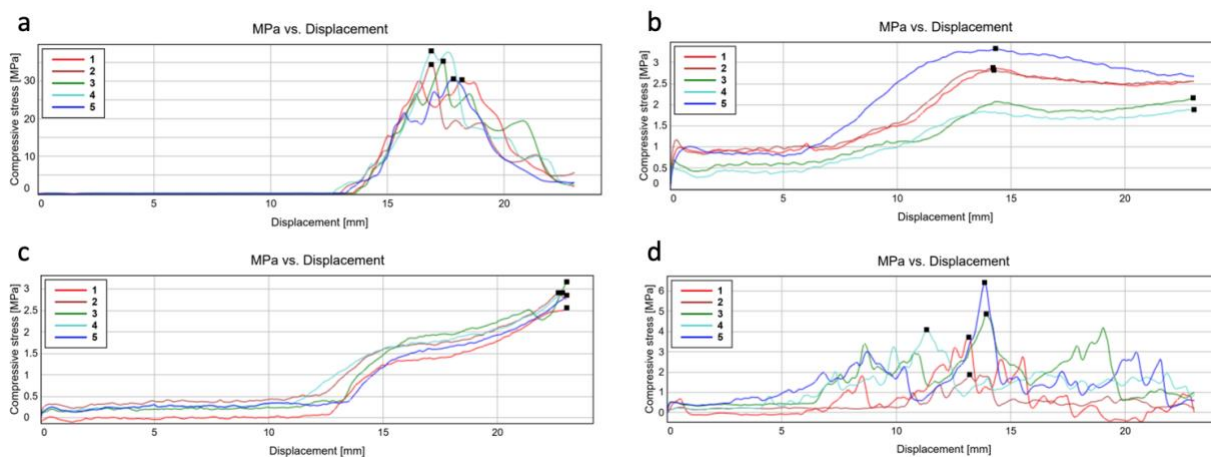 a
MPa vs. Displacement
Compressive stress [MPa]
30
20
10
0
1
2
3
4
5
0 5 10 15 20
Displacement [mm]
b
MPa vs. Displacement
Compressive stress [MPa]
3
2.5
2
1.5
1
0.5
0
1
2
3
4
5
0 5 10 15 20
Displacement [mm]
c
MPa vs. Displacement
Compressive stress [MPa]
3
2.5
2
1.5
1
0.5
0
1
2
3
4
5
0 5 10 15 20
Displacement [mm]
d
MPa vs. Displacement
Compressive stress [MPa]
6
5
4
3
2
1
0
1
2
3
4
5
0 5 10 15 20
Displacement [mm]